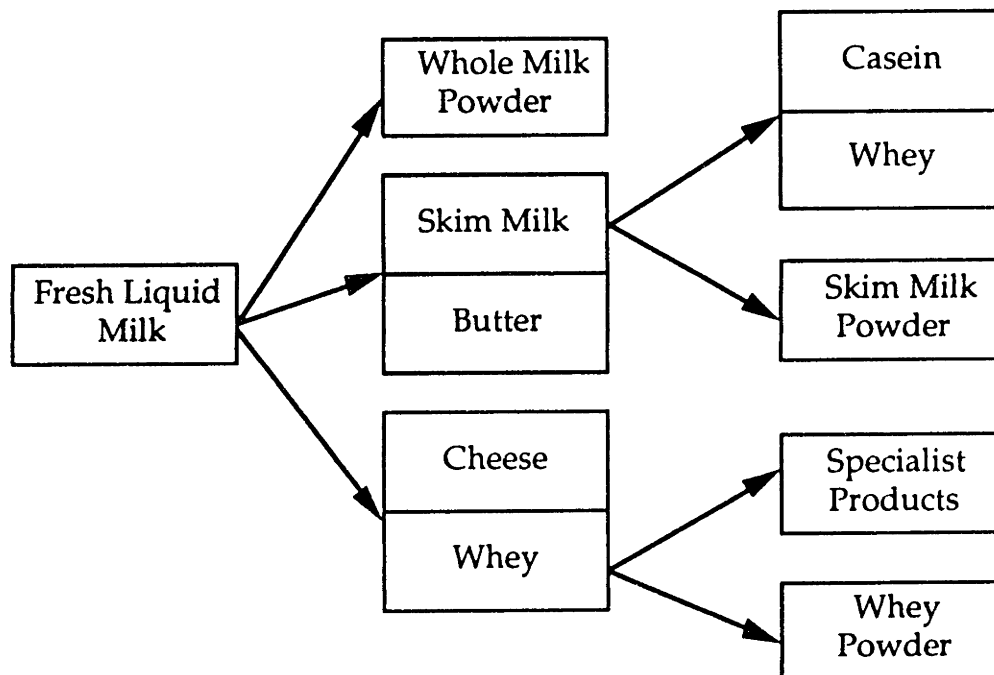 Fresh Liquid
Milk
Whole Milk
Powder
Skim Milk
Butter
Cheese
Whey
Casein
Whey
Skim Milk
Powder
Specialist
Products
Whey
Powder